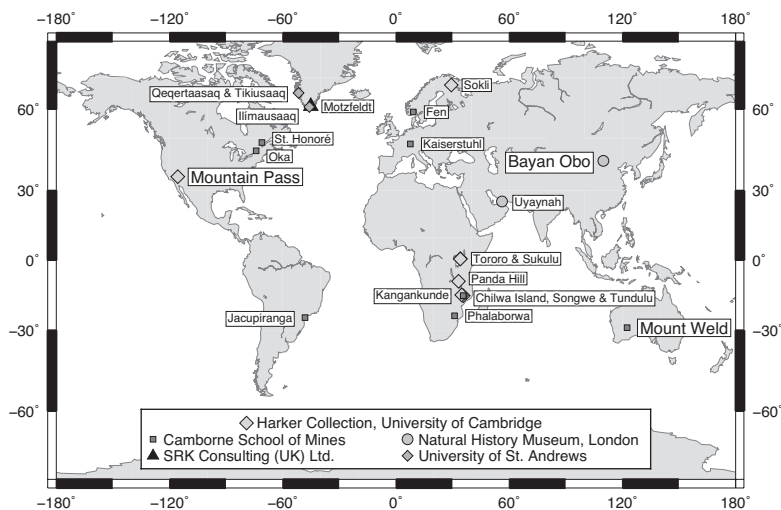 −180° −120° −60° 0° 60° 120° 180°
60° 60°
30° 30°
0° 0°
−30° −30°
−60° −60°
Qeqertaasaq & Tikiusaaq
Motzfeldt
Ilímausaaq
Sokli
Fen
St. Honoré
Oka
Kaiserstuhl
Bayan Obo
Mountain Pass
Uyaynah
Tororo & Sukulu
Panda Hill
Kangankunde
Chilwa Island, Songwe & Tundulu
Jacupiranga
Phalaborwa
Mount Weld
Harker Collection, University of Cambridge
Camborne School of Mines
Natural History Museum, London
SRK Consulting (UK) Ltd.
University of St. Andrews
−180° −120° −60° 0° 60° 120° 180°